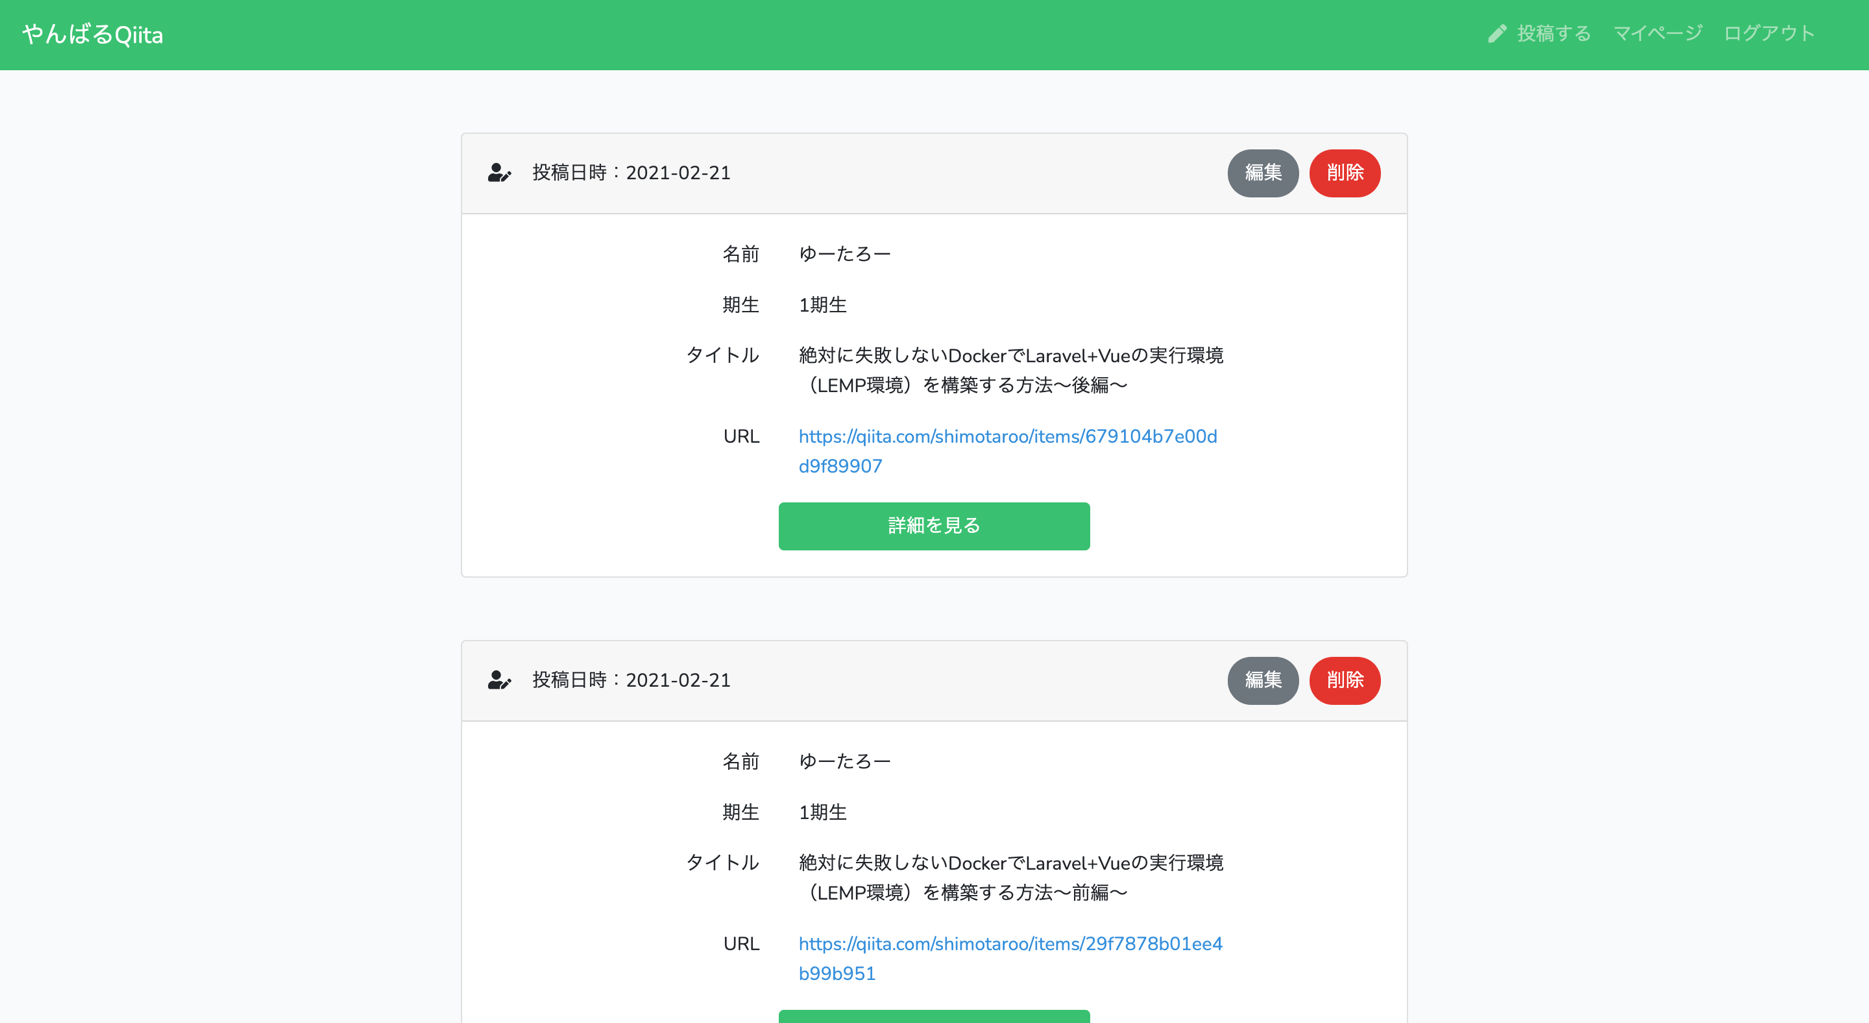 やんばるQiita
投稿する マイページ ログアウト
投稿日時：2021-02-21 編集 削除
名前 ゆーたろー
期生 1期生
タイトル 絶対に失敗しないDockerでLaravel+Vueの実行環境
（LEMP環境）を構築する方法〜後編〜
URL https://qiita.com/shimotaroo/items/679104b7e00d
d9f89907
詳細を見る
投稿日時：2021-02-21 編集 削除
名前 ゆーたろー
期生 1期生
タイトル 絶対に失敗しないDockerでLaravel+Vueの実行環境
（LEMP環境）を構築する方法〜前編〜
URL https://qiita.com/shimotaroo/items/29f7878b01ee4
b99b951